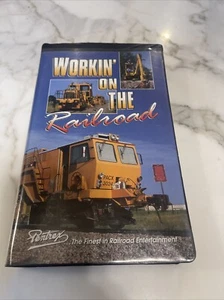 WORKIN'
ON
THE
Railroad
Pentrex
The Finest in Railroad Entertainment